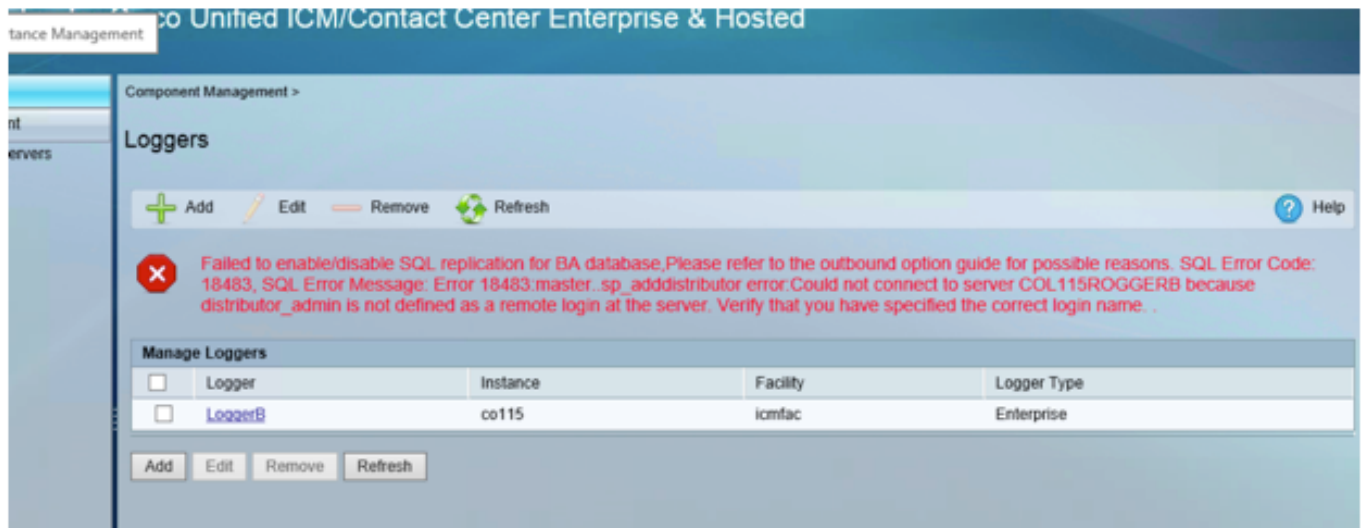 co Unified ICM/Contact Center Enterprise & Hosted
tance Management
Component Management >
nt
Loggers
ervers
Add Edit Remove Refresh Help
Failed to enable/disable SQL replication for BA database,Please refer to the outbound option guide for possible reasons. SQL Error Code:
18483, SQL Error Message: Error 18483:master..sp_adddistributor error:Could not connect to server COL115ROGGERB because
distributor_admin is not defined as a remote login at the server. Verify that you have specified the correct login name. .
Manage Loggers
Logger Instance Facility Logger Type
LoggerB co115 icmfac Enterprise
Add Edit Remove Refresh